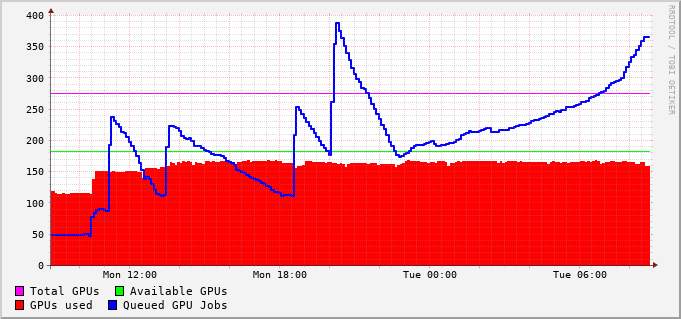 400
350
300
250
200
150
100
50
0
Mon 12:00 Mon 18:00 Tue 00:00 Tue 06:00
Total GPUs Available GPUs
GPUs used Queued GPU Jobs
RRDTOOL / TOBI OETIKER